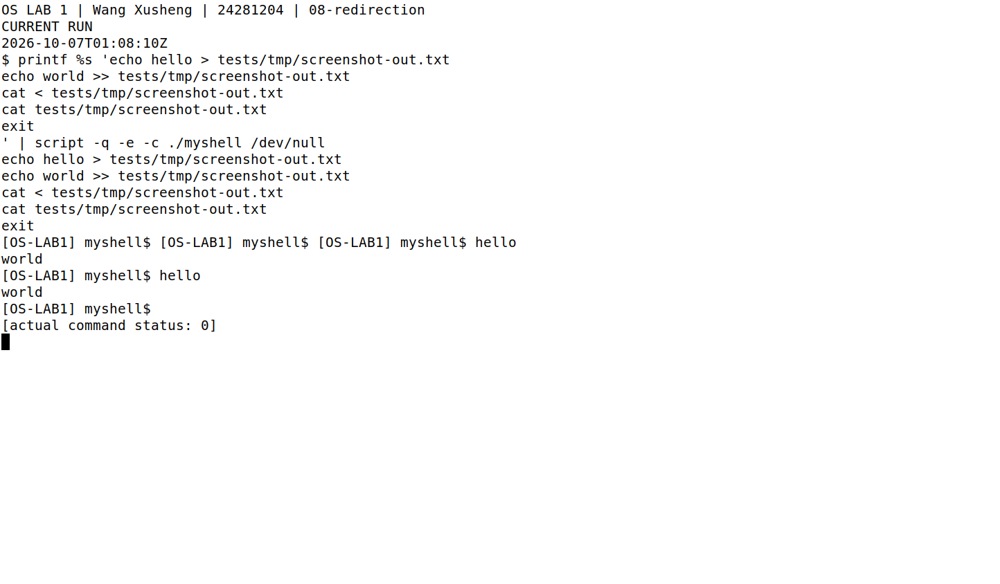 OS LAB 1 | Wang Xusheng | 24281204 | 08-redirection
CURRENT RUN
2026-10-07T01:08:10Z
$ printf %s 'echo hello > tests/tmp/screenshot-out.txt
echo world >> tests/tmp/screenshot-out.txt
cat < tests/tmp/screenshot-out.txt
cat tests/tmp/screenshot-out.txt
exit
' | script -q -e -c ./myshell /dev/null
echo hello > tests/tmp/screenshot-out.txt
echo world >> tests/tmp/screenshot-out.txt
cat < tests/tmp/screenshot-out.txt
cat tests/tmp/screenshot-out.txt
exit
[OS-LAB1] myshell$ [OS-LAB1] myshell$ [OS-LAB1] myshell$ hello
world
[OS-LAB1] myshell$ hello
world
[OS-LAB1] myshell$
[actual command status: 0]